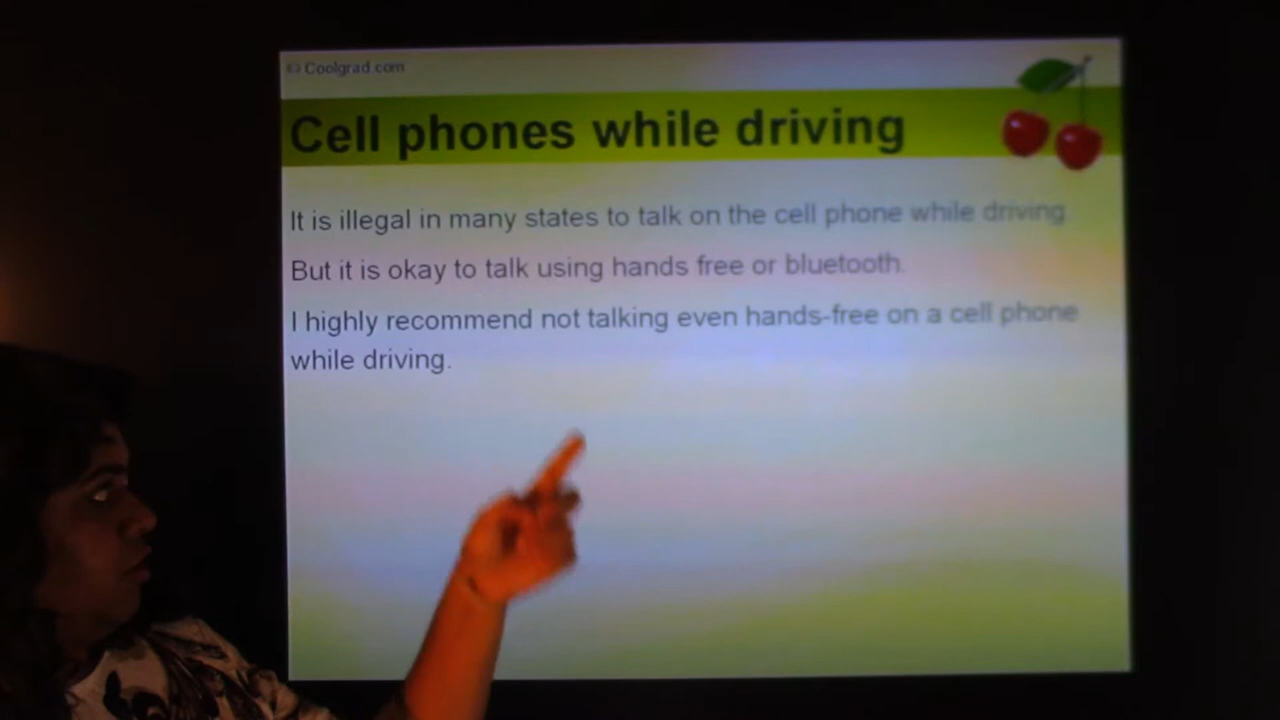 © Coolgrad.com
Cell phones while driving
It is illegal in many states to talk on the cell phone while driving
But it is okay to talk using hands free or bluetooth.
I highly recommend not talking even hands-free on a cell phone
while driving.